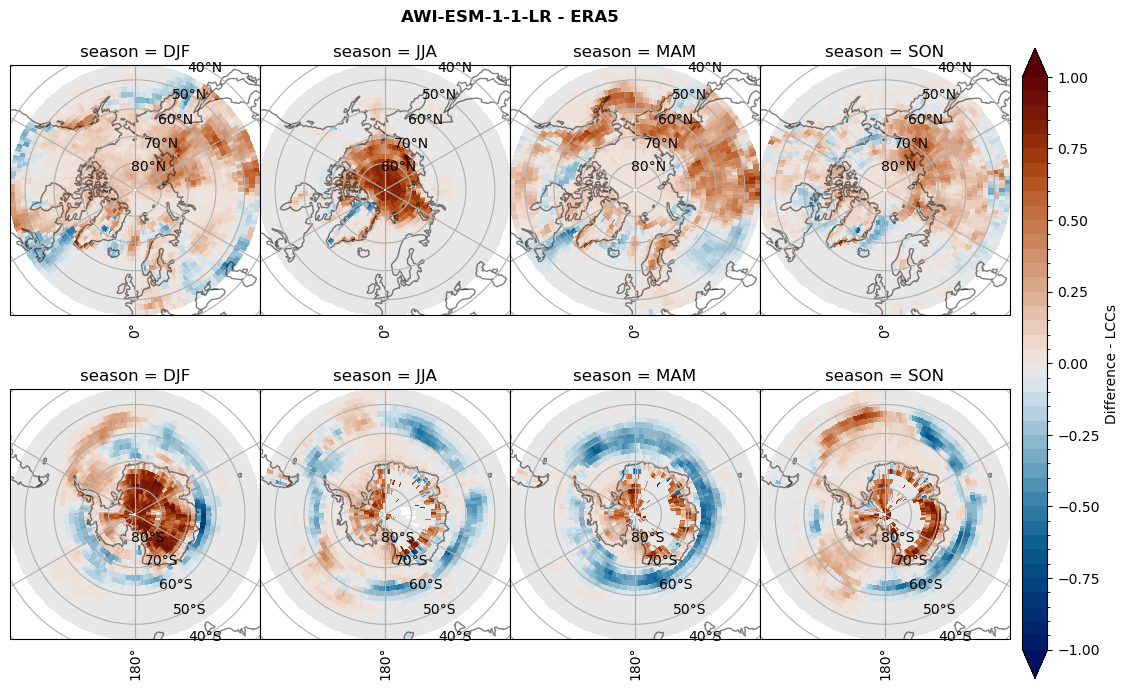 AWI-ESM-1-1-LR - ERA5
season = DJF
season = JJA
season = MAM
season = SON
40°N
50°N
60°N
70°N
80°N
0°
40°N
50°N
60°N
70°N
80°N
0°
40°N
50°N
60°N
70°N
80°N
0°
40°N
50°N
60°N
70°N
80°N
0°
season = DJF
season = JJA
season = MAM
season = SON
80°S
70°S
60°S
50°S
40°S
180°
80°S
70°S
60°S
50°S
40°S
180°
80°S
70°S
60°S
50°S
40°S
180°
80°S
70°S
60°S
50°S
40°S
180°
1.00
0.75
0.50
0.25
0.00
−0.25
−0.50
−0.75
−1.00
Difference - LCCs